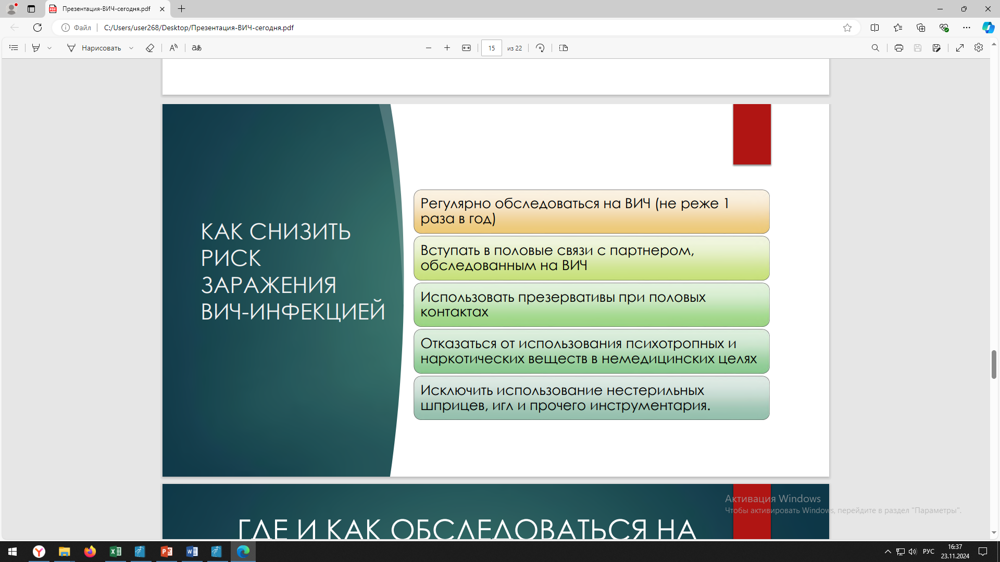 Презентация-ВИЧ-сегодня.pdf
Файл
C:/Users/user268/Desktop/Презентация-ВИЧ-сегодня.pdf
Нарисовать
15 из 22
КАК СНИЗИТЬ
РИСК
ЗАРАЖЕНИЯ
ВИЧ-ИНФЕКЦИЕЙ
Регулярно обследоваться на ВИЧ (не реже 1
раза в год)
Вступать в половые связи с партнером,
обследованным на ВИЧ
Использовать презервативы при половых
контактах
Отказаться от использования психотропных и
наркотических веществ в немедицинских целях
Исключить использование нестерильных
шприцев, игл и прочего инструментария.
ГДЕ И КАК ОБСЛЕДОВАТЬСЯ НА
Активация Windows
Чтобы активировать Windows, перейдите в раздел "Параметры".
РУС
16:37
23.11.2024